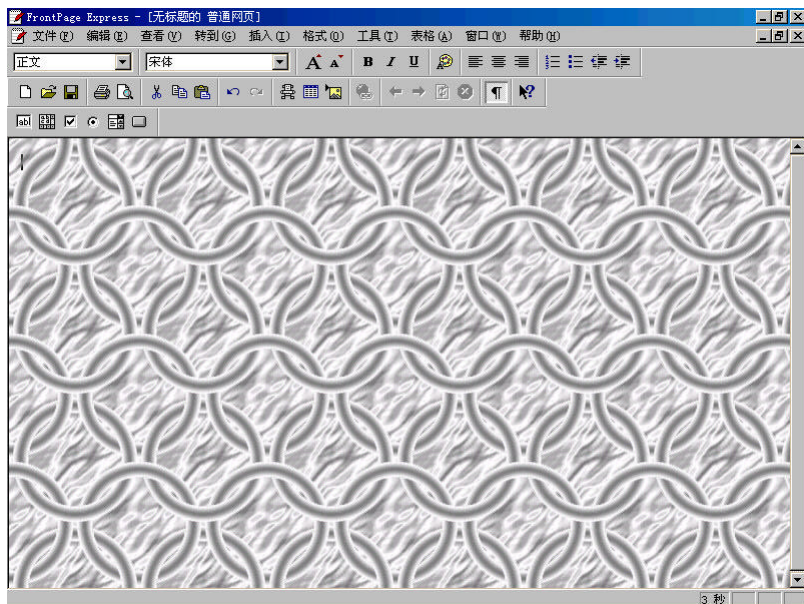 FrontPage Express - [无标题的 普通网页]
文件(F) 编辑(E) 查看(V) 转到(G) 插入(I) 格式(O) 工具(T) 表格(A) 窗口(W) 帮助(H)
正文 宋体 A A B I U
abl
3 秒